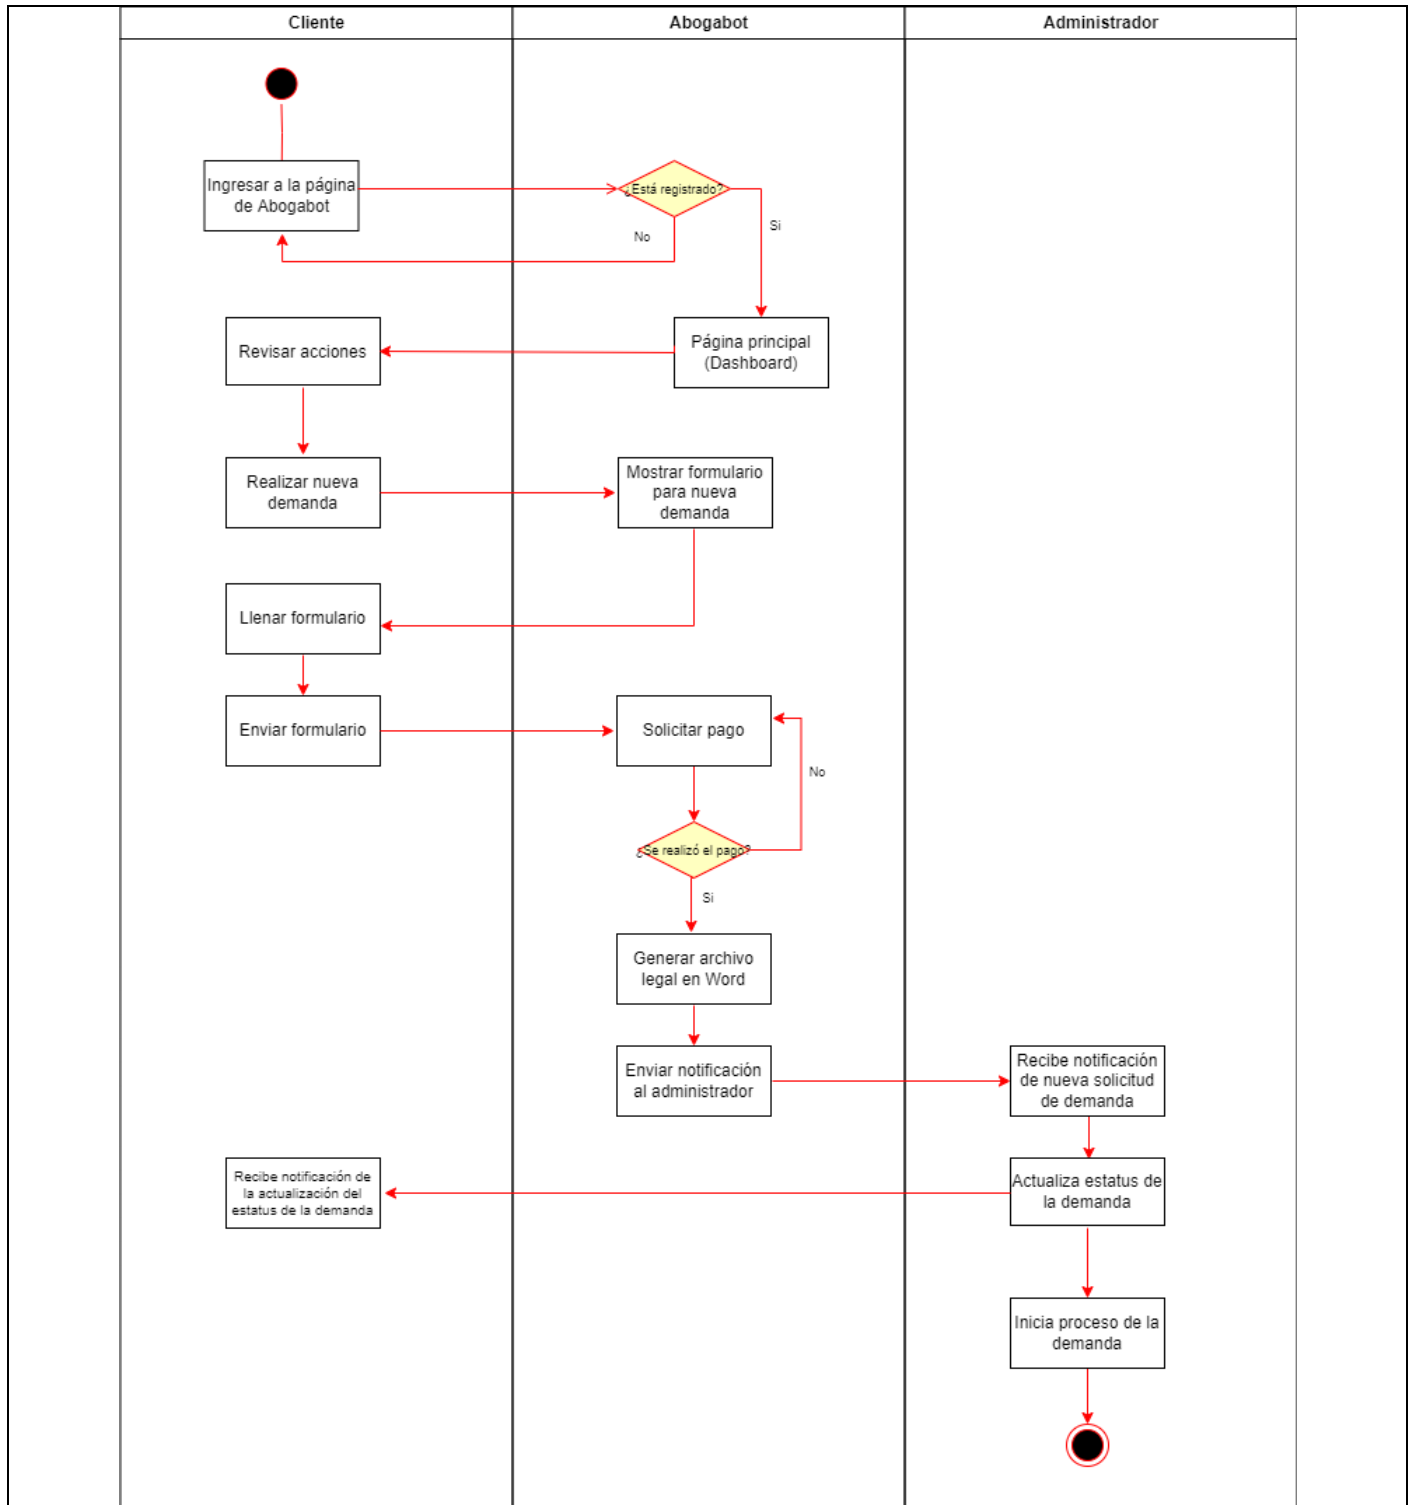 Cliente
Abogabot
Administrador
Ingresar a la página
de Abogabot
¿Está registrado?
Si
No
Revisar acciones
Página principal
(Dashboard)
Realizar nueva
demanda
Mostrar formulario
para nueva
demanda
Llenar formulario
Enviar formulario
Solicitar pago
No
¿Se realizó el pago?
Si
Generar archivo
legal en Word
Enviar notificación
al administrador
Recibe notificación
de nueva solicitud
de demanda
Recibe notificación de
la actualización del
estatus de la demanda
Actualiza estatus de
la demanda
Inicia proceso de la
demanda